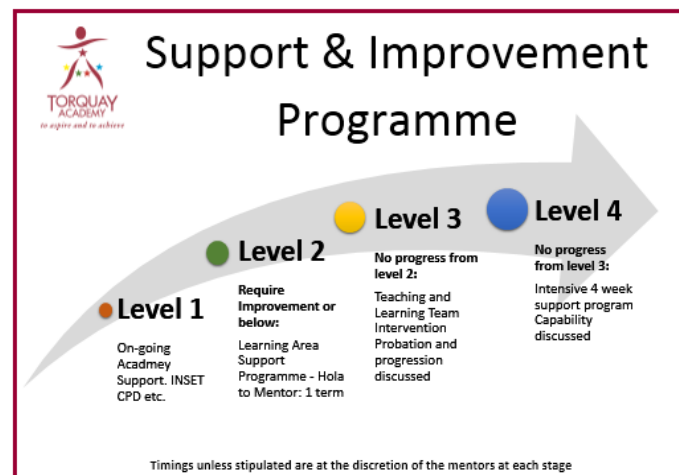 Support & Improvement
Programme
TORQUAY
ACADEMY
to aspire and to achieve
Level 1
On-going
Acadmey
Support. INSET
CPD etc.
Level 2
Require
Improvement or
below:
Learning Area
Support
Programme - Hola
to Mentor: 1 term
Level 3
No progress from
level 2:
Teaching and
Learning Team
Intervention
Probation and
progression
discussed
Level 4
No progress
from level 3:
Intensive 4 week
support program
Capability
discussed
Timings unless stipulated are at the discretion of the mentors at each stage